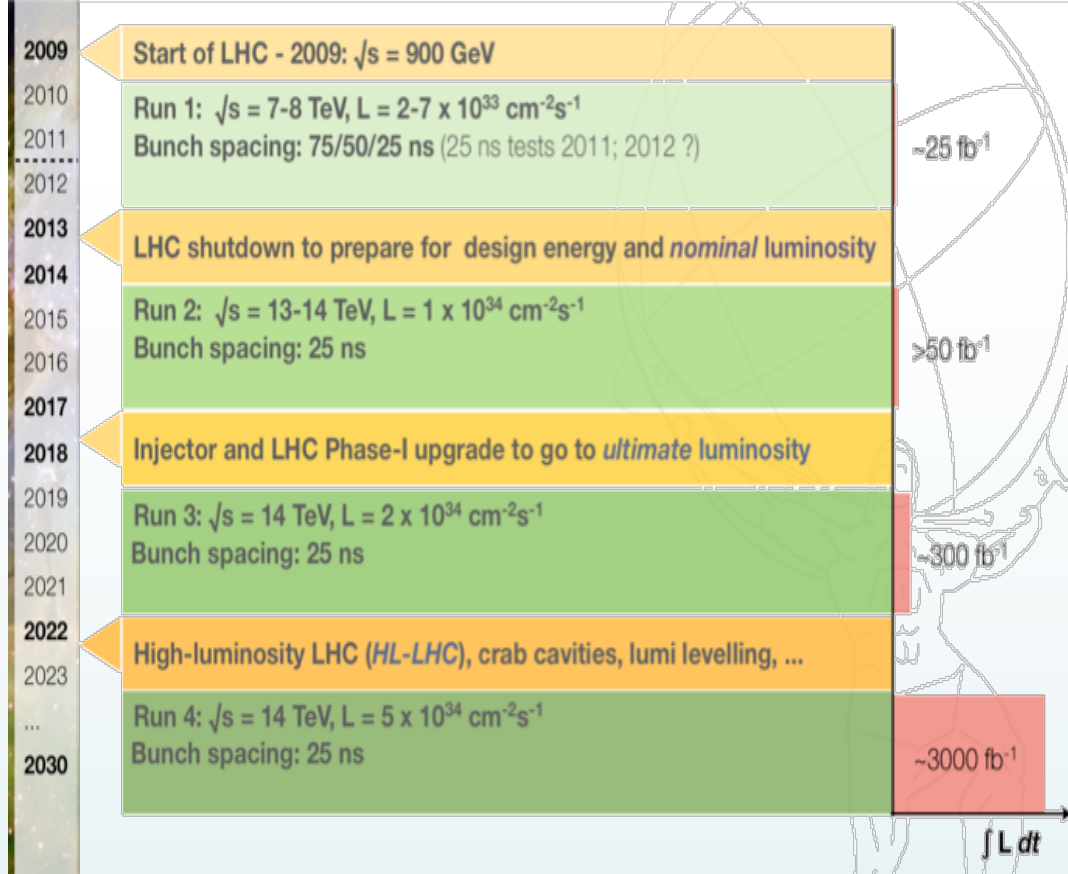 2009
Start of LHC - 2009: √s = 900 GeV
2010
2011
2012
Run 1: √s = 7-8 TeV, L = 2-7 x 10³³ cm⁻²s⁻¹
Bunch spacing: 75/50/25 ns (25 ns tests 2011; 2012 ?)
~25 fb⁻¹
2013
2014
LHC shutdown to prepare for design energy and nominal luminosity
2015
2016
2017
Run 2: √s = 13-14 TeV, L = 1 x 10³⁴ cm⁻²s⁻¹
Bunch spacing: 25 ns
>50 fb⁻¹
2018
Injector and LHC Phase-I upgrade to go to ultimate luminosity
2019
2020
2021
Run 3: √s = 14 TeV, L = 2 x 10³⁴ cm⁻²s⁻¹
Bunch spacing: 25 ns
~300 fb⁻¹
2022
2023
High-luminosity LHC (HL-LHC), crab cavities, lumi levelling, ...
...
2030
Run 4: √s = 14 TeV, L = 5 x 10³⁴ cm⁻²s⁻¹
Bunch spacing: 25 ns
~3000 fb⁻¹
∫ L dt